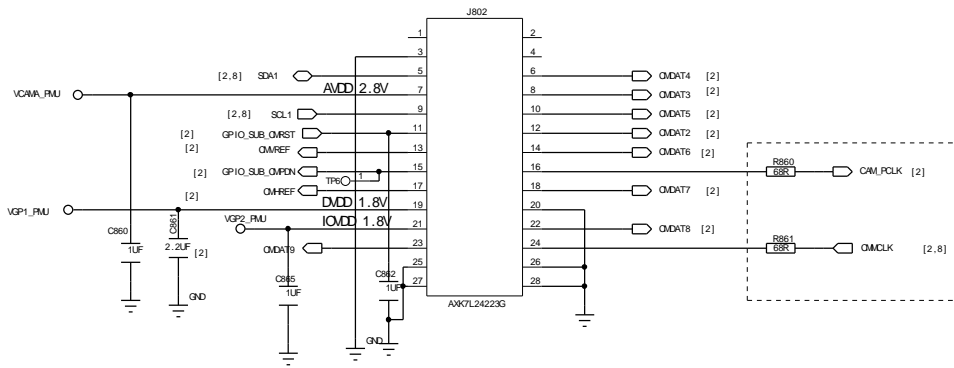 J802
1 2
3 4
[2,8] SDA1 5 6 CMDAT4 [2]
VCAMA_PMU AVDD 2.8V 7 8 CMDAT3 [2]
[2,8] SCL1 9 10 CMDAT5 [2]
[2] GPIO_SUB_CMRST 11 12 CMDAT2 [2]
[2] CMVREF 13 14 CMDAT6 [2]
[2] GPIO_SUB_CMPDN 15 16 R860 68R CAM_PCLK [2]
TP6 1
[2] CMHREF 17 18 CMDAT7 [2]
VGP1_PMU DVDD 1.8V 19 20
VGP2_PMU IOVDD 1.8V 21 22 CMDAT8 [2]
[2] CMDAT9 23 24 R861 68R CMMCLK [2,8]
C860 1UF
C861 2.2UF
25 26
27 28
C862 1UF
C865 1UF
GND
AXK7L24223G
GND